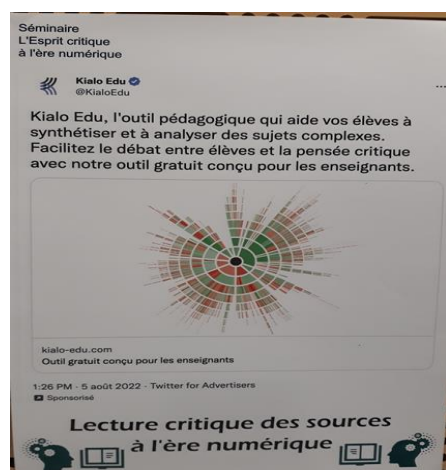 Séminaire
L'Esprit critique
à l'ère numérique
Kialo Edu
@KialoEdu
Kialo Edu, l'outil pédagogique qui aide vos élèves à
synthétiser et à analyser des sujets complexes.
Facilitez le débat entre élèves et la pensée critique
avec notre outil gratuit conçu pour les enseignants.
kialo-edu.com
Outil gratuit conçu pour les enseignants
1:26 PM · 5 août 2022 · Twitter for Advertisers
Sponsorisé
Lecture critique des sources
à l'ère numérique